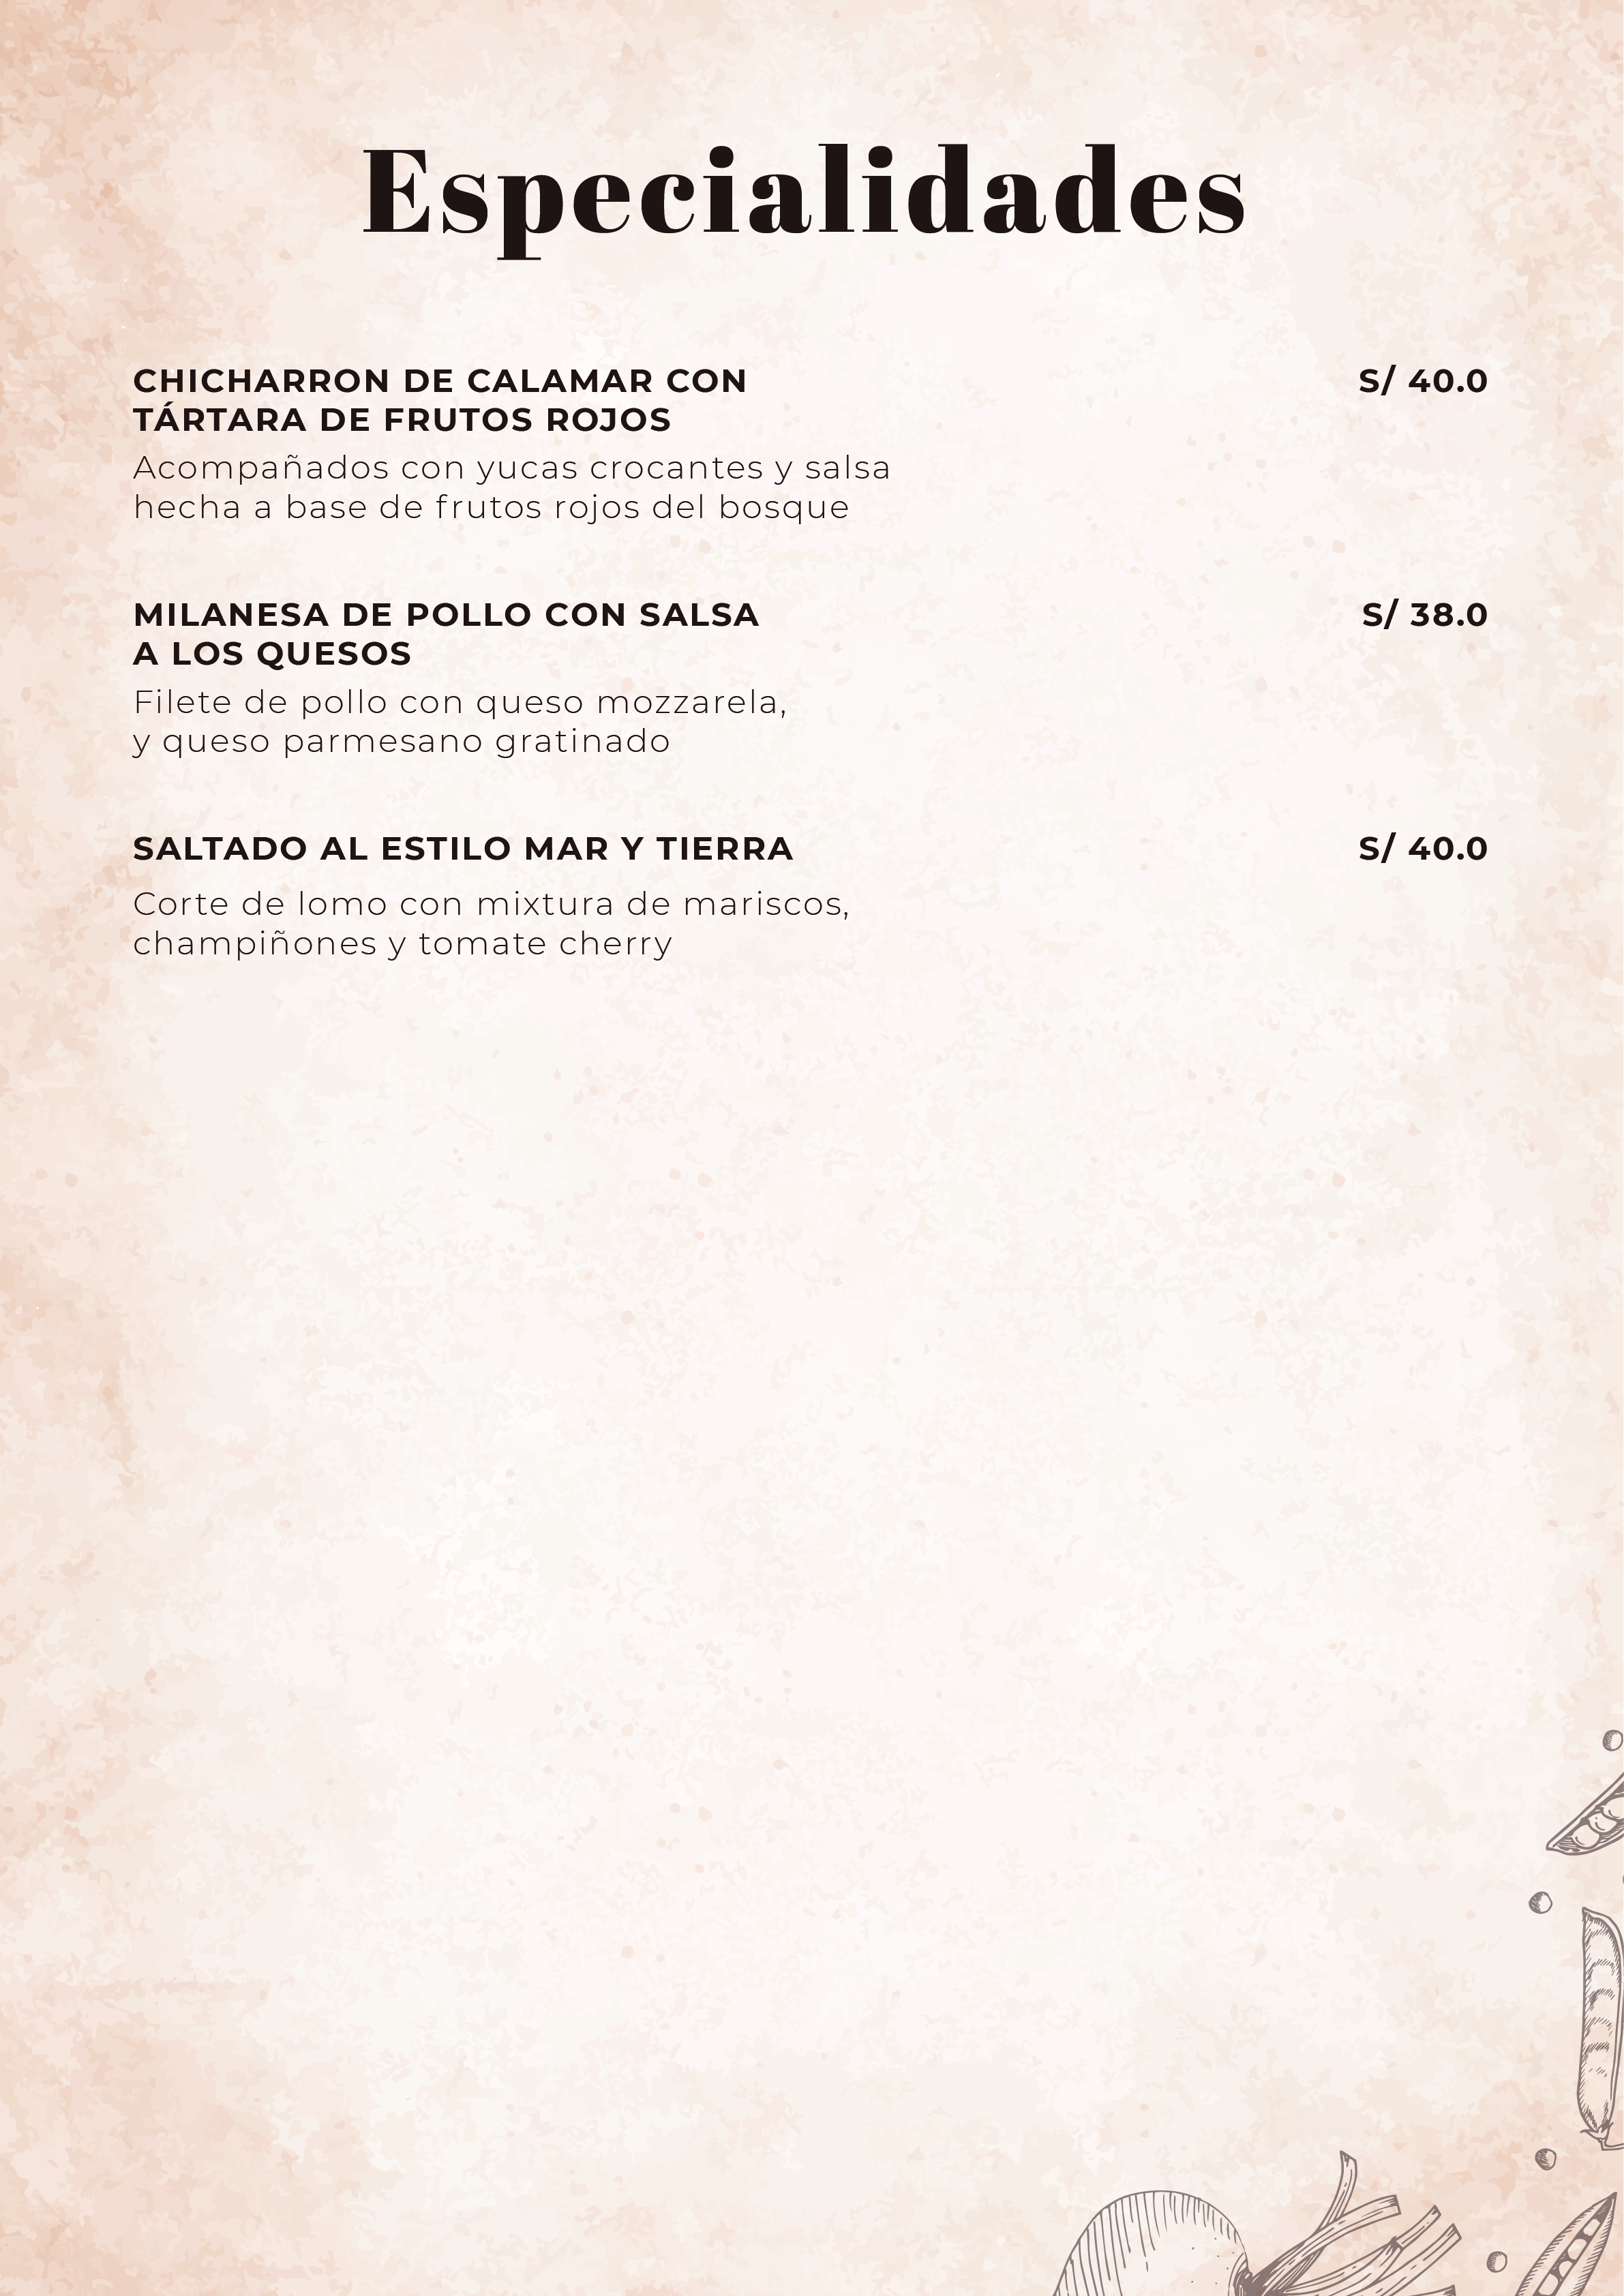 Especialidades
CHICHARRON DE CALAMAR CON
TÁRTARA DE FRUTOS ROJOS
S/ 40.0
Acompañados con yucas crocantes y salsa
hecha a base de frutos rojos del bosque
MILANESA DE POLLO CON SALSA
A LOS QUESOS
S/ 38.0
Filete de pollo con queso mozzarela,
y queso parmesano gratinado
SALTADO AL ESTILO MAR Y TIERRA
S/ 40.0
Corte de lomo con mixtura de mariscos,
champiñones y tomate cherry